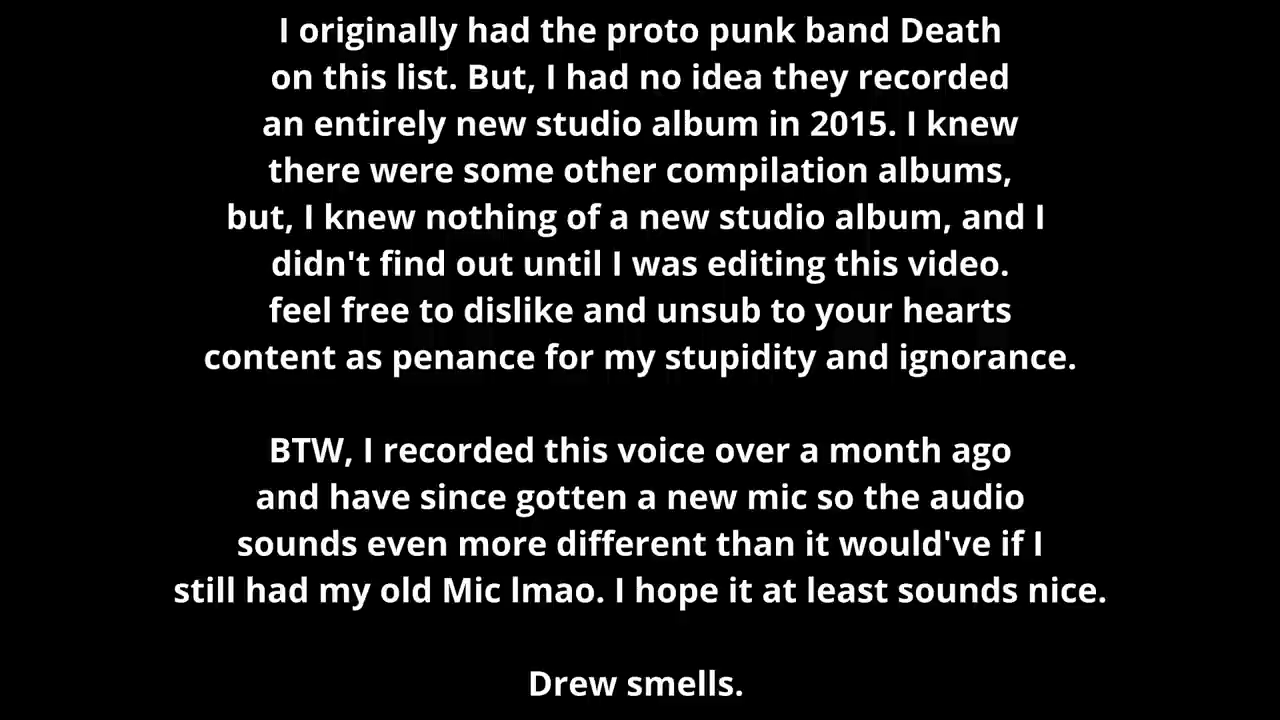 I originally had the proto punk band Death
on this list. But, I had no idea they recorded
an entirely new studio album in 2015. I knew
there were some other compilation albums,
but, I knew nothing of a new studio album, and I
didn't find out until I was editing this video.
feel free to dislike and unsub to your hearts
content as penance for my stupidity and ignorance.
BTW, I recorded this voice over a month ago
and have since gotten a new mic so the audio
sounds even more different than it would've if I
still had my old Mic lmao. I hope it at least sounds nice.
Drew smells.